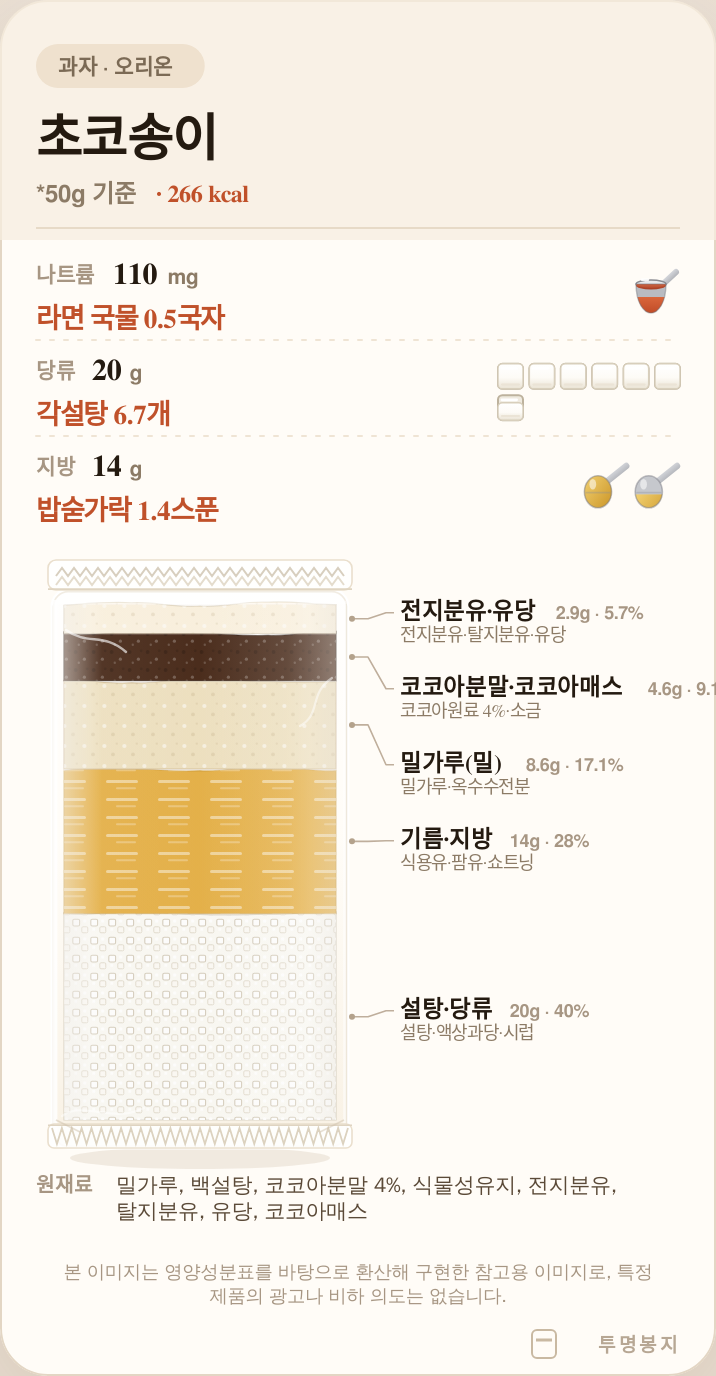 과자 · 오리온
초코송이
*50g 기준 · 266 kcal
나트륨 110 mg
라면 국물 0.5국자
당류 20 g
각설탕 6.7개
지방 14 g
밥숟가락 1.4스푼
전지분유·유당 2.9g · 5.7%
전지분유·탈지분유·유당
코코아분말·코코아매스 4.6g · 9.1
코코아원료 4%·소금
밀가루(밀) 8.6g · 17.1%
밀가루·옥수수전분
기름·지방 14g · 28%
식용유·팜유·쇼트닝
설탕·당류 20g · 40%
설탕·액상과당·시럽
원재료 밀가루, 백설탕, 코코아분말 4%, 식물성유지, 전지분유,
탈지분유, 유당, 코코아매스
본 이미지는 영양성분표를 바탕으로 환산해 구현한 참고용 이미지로, 특정
제품의 광고나 비하 의도는 없습니다.
투명봉지